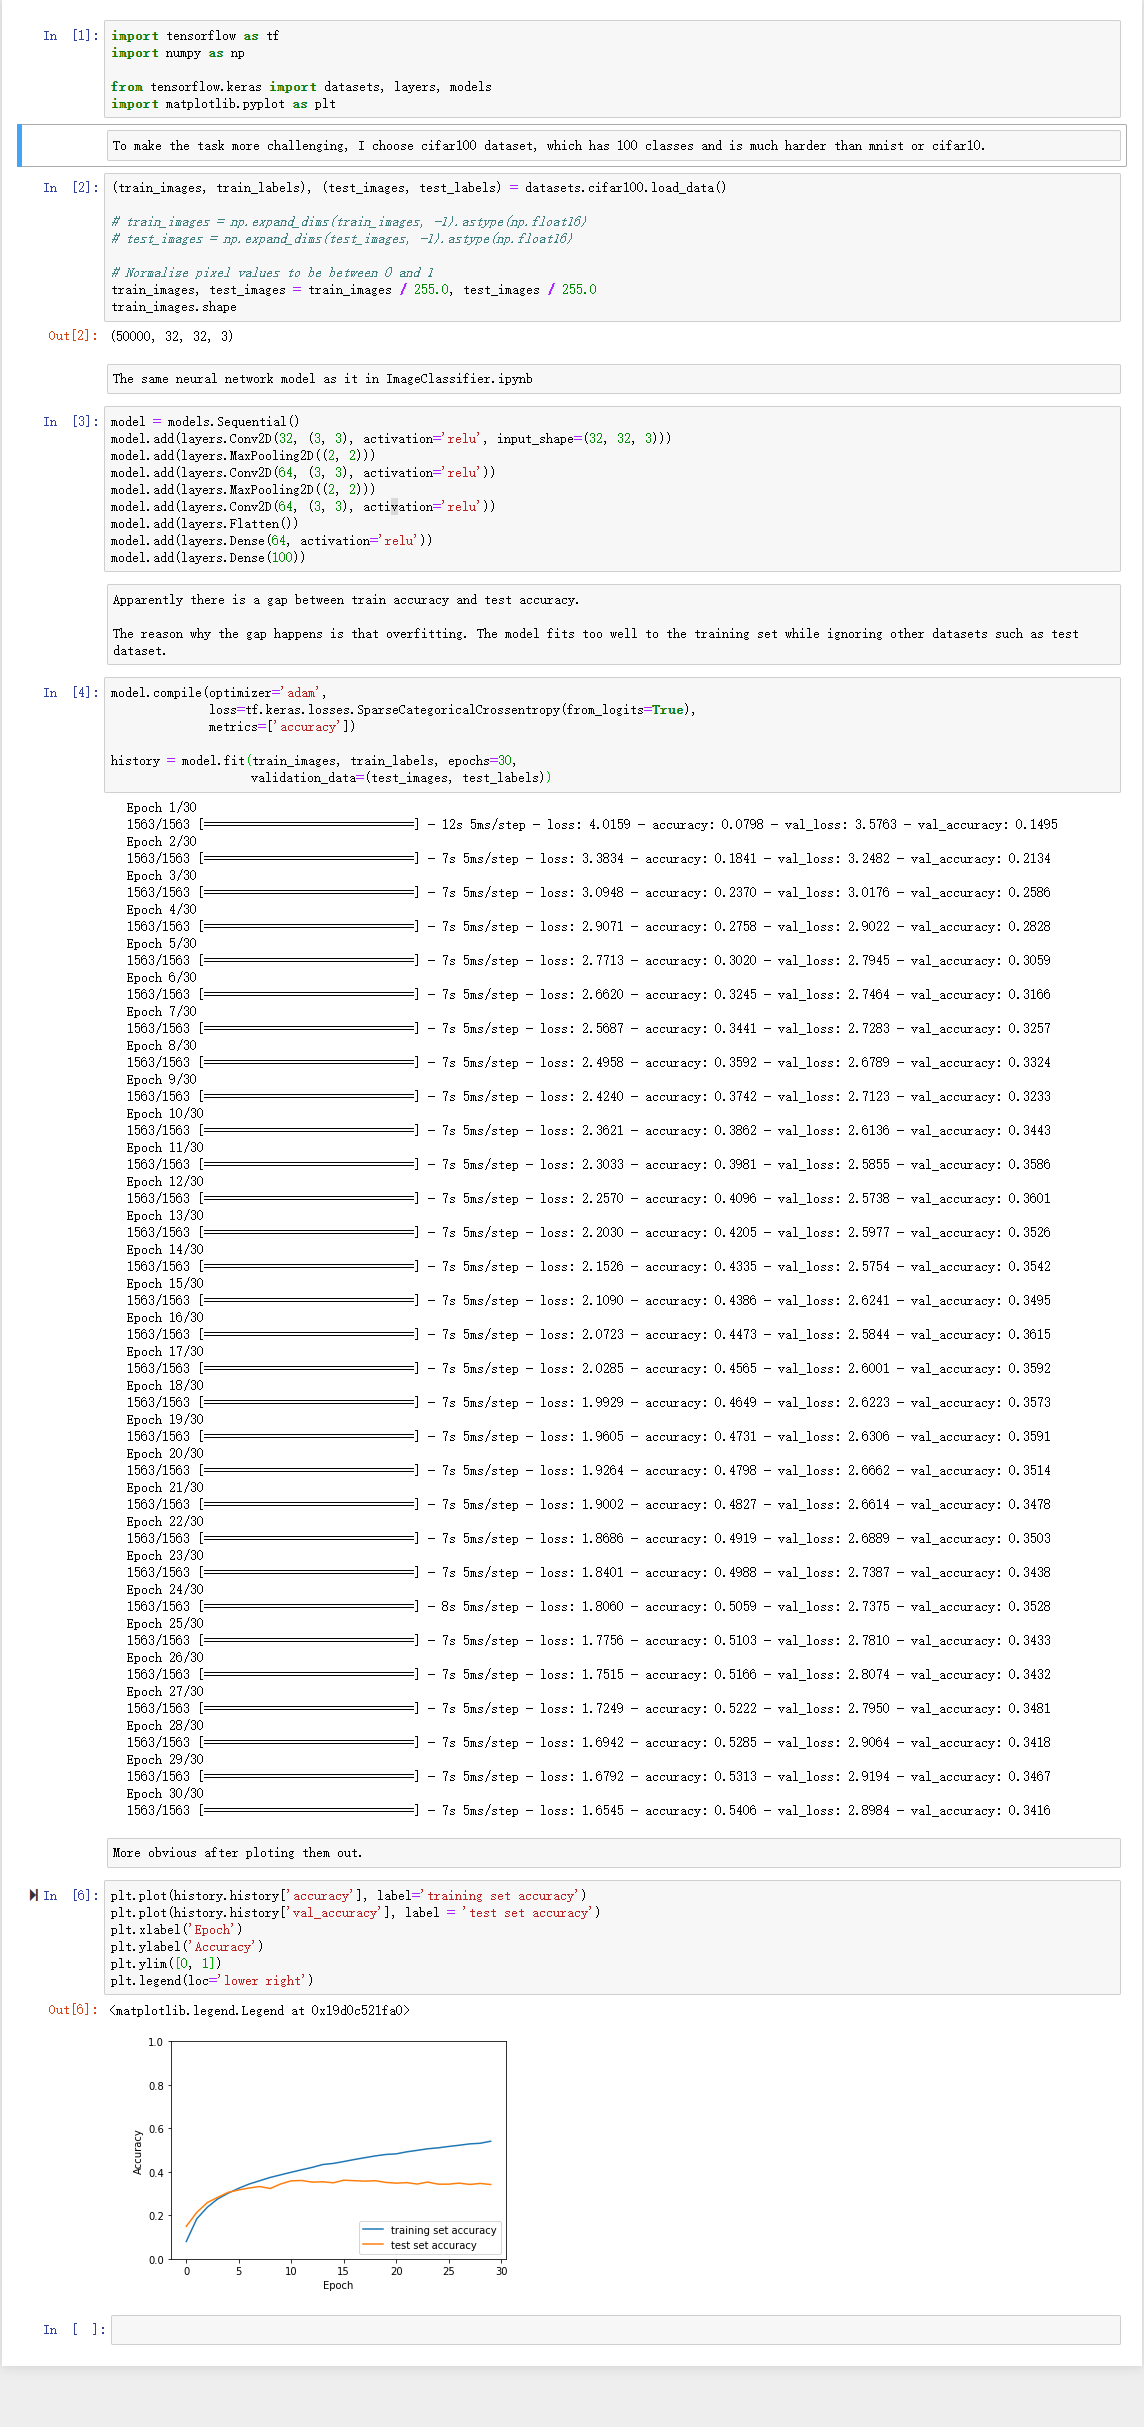 In [1]: import tensorflow as tf
import numpy as np
from tensorflow.keras import datasets, layers, models
import matplotlib.pyplot as plt
To make the task more challenging, I choose cifar100 dataset, which has 100 classes and is much harder than mnist or cifar10.
In [2]: (train_images, train_labels), (test_images, test_labels) = datasets.cifar100.load_data()
# train_images = np.expand_dims(train_images, -1).astype(np.float16)
# test_images = np.expand_dims(test_images, -1).astype(np.float16)
# Normalize pixel values to be between 0 and 1
train_images, test_images = train_images / 255.0, test_images / 255.0
train_images.shape
Out[2]: (50000, 32, 32, 3)
The same neural network model as it in ImageClassifier.ipynb
In [3]: model = models.Sequential()
model.add(layers.Conv2D(32, (3, 3), activation='relu', input_shape=(32, 32, 3)))
model.add(layers.MaxPooling2D((2, 2)))
model.add(layers.Conv2D(64, (3, 3), activation='relu'))
model.add(layers.MaxPooling2D((2, 2)))
model.add(layers.Conv2D(64, (3, 3), activation='relu'))
model.add(layers.Flatten())
model.add(layers.Dense(64, activation='relu'))
model.add(layers.Dense(100))
Apparently there is a gap between train accuracy and test accuracy.
The reason why the gap happens is that overfitting. The model fits too well to the training set while ignoring other datasets such as test
dataset.
In [4]: model.compile(optimizer='adam',
loss=tf.keras.losses.SparseCategoricalCrossentropy(from_logits=True),
metrics=['accuracy'])
history = model.fit(train_images, train_labels, epochs=30,
validation_data=(test_images, test_labels))
Epoch 1/30
1563/1563 [==============================] - 12s 5ms/step - loss: 4.0159 - accuracy: 0.0798 - val_loss: 3.5763 - val_accuracy: 0.1495
Epoch 2/30
1563/1563 [==============================] - 7s 5ms/step - loss: 3.3834 - accuracy: 0.1841 - val_loss: 3.2482 - val_accuracy: 0.2134
Epoch 3/30
1563/1563 [==============================] - 7s 5ms/step - loss: 3.0948 - accuracy: 0.2370 - val_loss: 3.0176 - val_accuracy: 0.2586
Epoch 4/30
1563/1563 [==============================] - 7s 5ms/step - loss: 2.9071 - accuracy: 0.2758 - val_loss: 2.9022 - val_accuracy: 0.2828
Epoch 5/30
1563/1563 [==============================] - 7s 5ms/step - loss: 2.7713 - accuracy: 0.3020 - val_loss: 2.7945 - val_accuracy: 0.3059
Epoch 6/30
1563/1563 [==============================] - 7s 5ms/step - loss: 2.6620 - accuracy: 0.3245 - val_loss: 2.7464 - val_accuracy: 0.3166
Epoch 7/30
1563/1563 [==============================] - 7s 5ms/step - loss: 2.5687 - accuracy: 0.3441 - val_loss: 2.7283 - val_accuracy: 0.3257
Epoch 8/30
1563/1563 [==============================] - 7s 5ms/step - loss: 2.4958 - accuracy: 0.3592 - val_loss: 2.6789 - val_accuracy: 0.3324
Epoch 9/30
1563/1563 [==============================] - 7s 5ms/step - loss: 2.4240 - accuracy: 0.3742 - val_loss: 2.7123 - val_accuracy: 0.3233
Epoch 10/30
1563/1563 [==============================] - 7s 5ms/step - loss: 2.3621 - accuracy: 0.3862 - val_loss: 2.6136 - val_accuracy: 0.3443
Epoch 11/30
1563/1563 [==============================] - 7s 5ms/step - loss: 2.3033 - accuracy: 0.3981 - val_loss: 2.5855 - val_accuracy: 0.3586
Epoch 12/30
1563/1563 [==============================] - 7s 5ms/step - loss: 2.2570 - accuracy: 0.4096 - val_loss: 2.5738 - val_accuracy: 0.3601
Epoch 13/30
1563/1563 [==============================] - 7s 5ms/step - loss: 2.2030 - accuracy: 0.4205 - val_loss: 2.5977 - val_accuracy: 0.3526
Epoch 14/30
1563/1563 [==============================] - 7s 5ms/step - loss: 2.1526 - accuracy: 0.4335 - val_loss: 2.5754 - val_accuracy: 0.3542
Epoch 15/30
1563/1563 [==============================] - 7s 5ms/step - loss: 2.1090 - accuracy: 0.4386 - val_loss: 2.6241 - val_accuracy: 0.3495
Epoch 16/30
1563/1563 [==============================] - 7s 5ms/step - loss: 2.0723 - accuracy: 0.4473 - val_loss: 2.5844 - val_accuracy: 0.3615
Epoch 17/30
1563/1563 [==============================] - 7s 5ms/step - loss: 2.0285 - accuracy: 0.4565 - val_loss: 2.6001 - val_accuracy: 0.3592
Epoch 18/30
1563/1563 [==============================] - 7s 5ms/step - loss: 1.9929 - accuracy: 0.4649 - val_loss: 2.6223 - val_accuracy: 0.3573
Epoch 19/30
1563/1563 [==============================] - 7s 5ms/step - loss: 1.9605 - accuracy: 0.4731 - val_loss: 2.6306 - val_accuracy: 0.3591
Epoch 20/30
1563/1563 [==============================] - 7s 5ms/step - loss: 1.9264 - accuracy: 0.4798 - val_loss: 2.6662 - val_accuracy: 0.3514
Epoch 21/30
1563/1563 [==============================] - 7s 5ms/step - loss: 1.9002 - accuracy: 0.4827 - val_loss: 2.6614 - val_accuracy: 0.3478
Epoch 22/30
1563/1563 [==============================] - 7s 5ms/step - loss: 1.8686 - accuracy: 0.4919 - val_loss: 2.6889 - val_accuracy: 0.3503
Epoch 23/30
1563/1563 [==============================] - 7s 5ms/step - loss: 1.8401 - accuracy: 0.4988 - val_loss: 2.7387 - val_accuracy: 0.3438
Epoch 24/30
1563/1563 [==============================] - 8s 5ms/step - loss: 1.8060 - accuracy: 0.5059 - val_loss: 2.7375 - val_accuracy: 0.3528
Epoch 25/30
1563/1563 [==============================] - 7s 5ms/step - loss: 1.7756 - accuracy: 0.5103 - val_loss: 2.7810 - val_accuracy: 0.3433
Epoch 26/30
1563/1563 [==============================] - 7s 5ms/step - loss: 1.7515 - accuracy: 0.5166 - val_loss: 2.8074 - val_accuracy: 0.3432
Epoch 27/30
1563/1563 [==============================] - 7s 5ms/step - loss: 1.7249 - accuracy: 0.5222 - val_loss: 2.7950 - val_accuracy: 0.3481
Epoch 28/30
1563/1563 [==============================] - 7s 5ms/step - loss: 1.6942 - accuracy: 0.5285 - val_loss: 2.9064 - val_accuracy: 0.3418
Epoch 29/30
1563/1563 [==============================] - 7s 5ms/step - loss: 1.6792 - accuracy: 0.5313 - val_loss: 2.9194 - val_accuracy: 0.3467
Epoch 30/30
1563/1563 [==============================] - 7s 5ms/step - loss: 1.6545 - accuracy: 0.5406 - val_loss: 2.8984 - val_accuracy: 0.3416
More obvious after ploting them out.
In [6]: plt.plot(history.history['accuracy'], label='training set accuracy')
plt.plot(history.history['val_accuracy'], label = 'test set accuracy')
plt.xlabel('Epoch')
plt.ylabel('Accuracy')
plt.ylim([0, 1])
plt.legend(loc='lower right')
Out[6]: <matplotlib.legend.Legend at 0x19d0c521fa0>
1.0
0.8
0.6
0.4
0.2
0.0
Accuracy
training set accuracy
test set accuracy
0 5 10 15 20 25 30
Epoch
In [ ]: